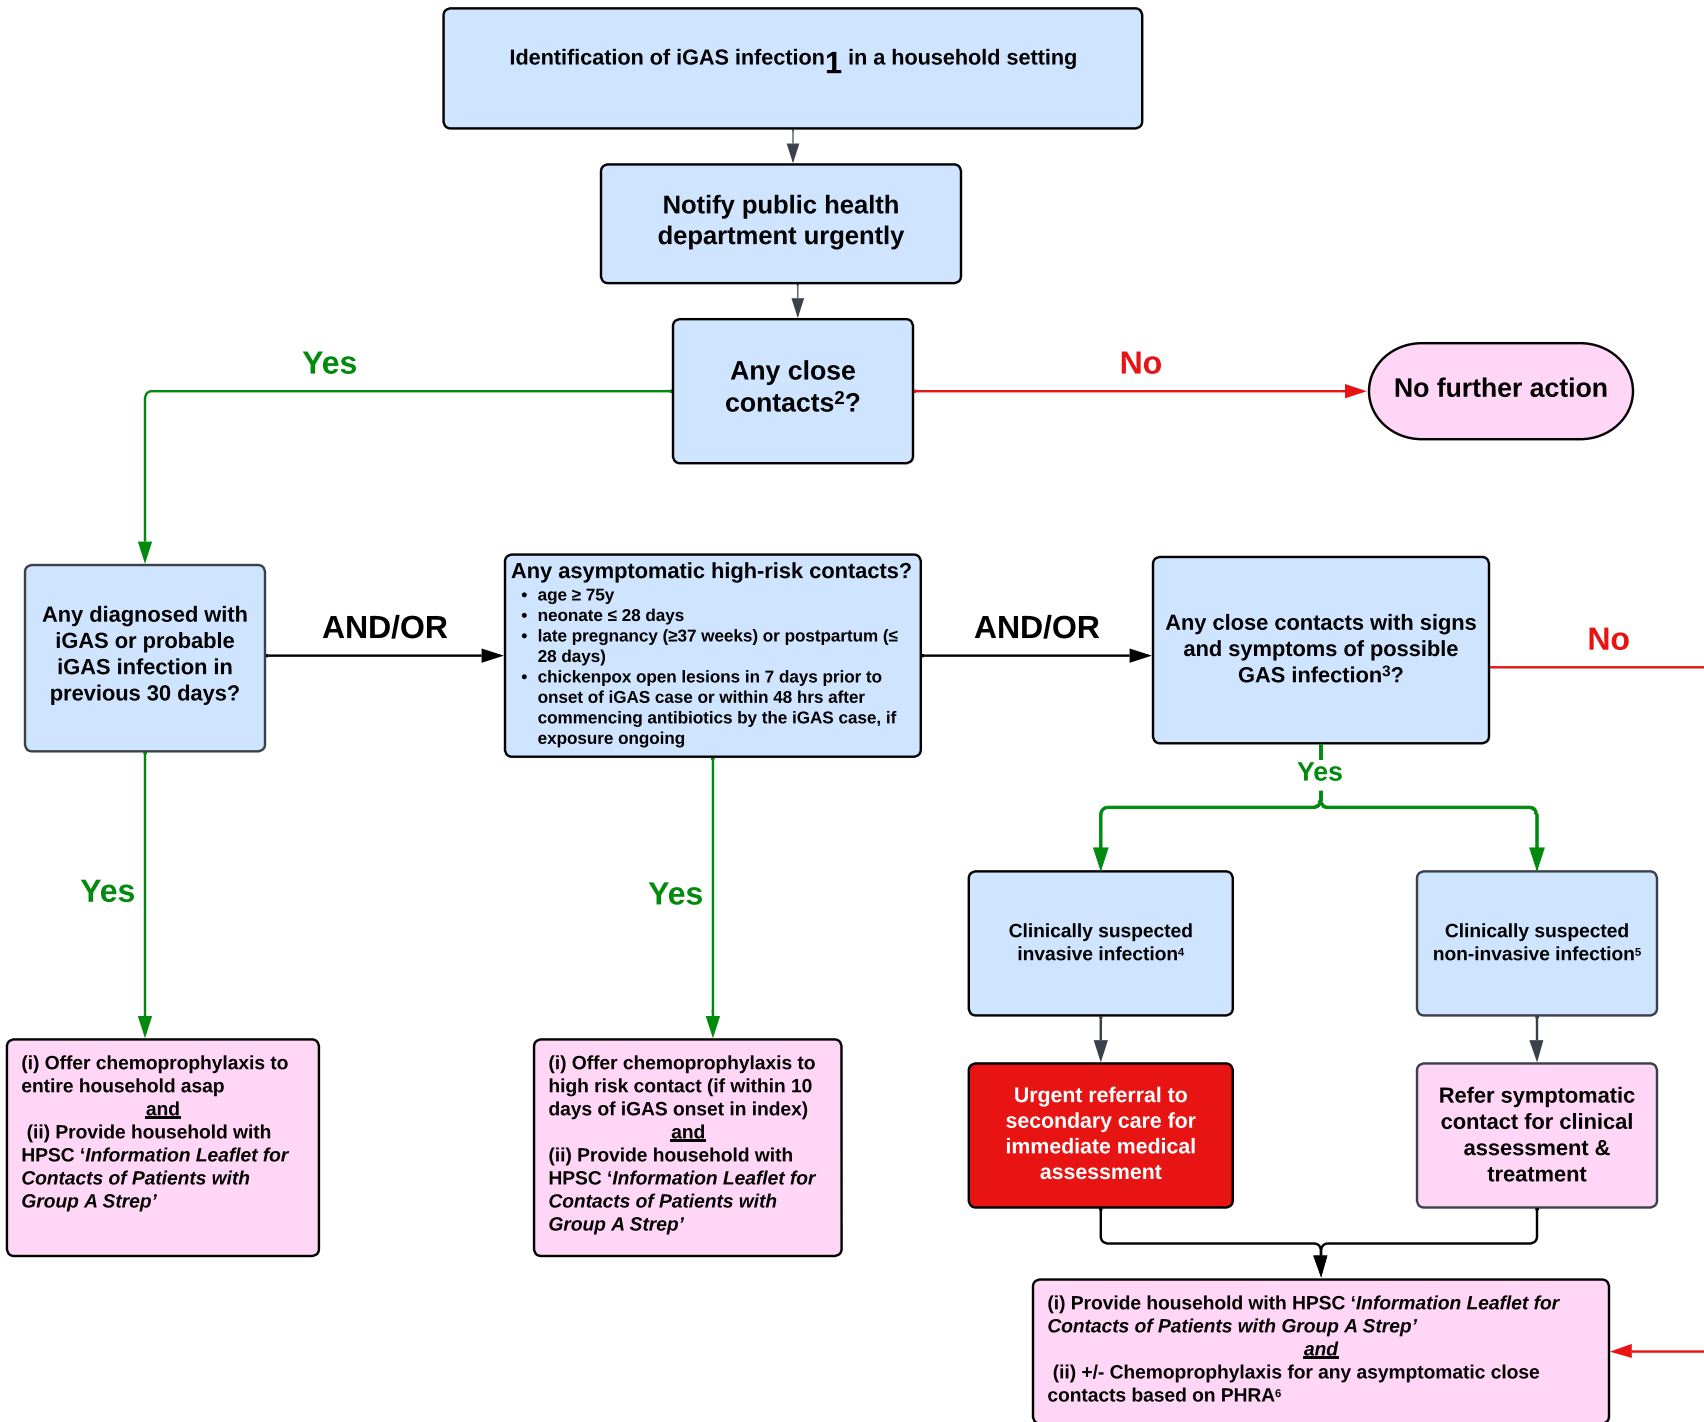 Identification of iGAS infection1 in a household setting
Notify public health
department urgently
Any close
contacts²?
Yes
No
No further action
Any diagnosed with
iGAS or probable
iGAS infection in
previous 30 days?
AND/OR
Any asymptomatic high-risk contacts?
• age ≥ 75y
• neonate ≤ 28 days
• late pregnancy (≥37 weeks) or postpartum (≤
28 days)
• chickenpox open lesions in 7 days prior to
onset of iGAS case or within 48 hrs after
commencing antibiotics by the iGAS case, if
exposure ongoing
AND/OR
Any close contacts with signs
and symptoms of possible
GAS infection³?
No
Yes
Yes
Yes
Clinically suspected
invasive infection⁴
Clinically suspected
non-invasive infection⁵
(i) Offer chemoprophylaxis to
entire household asap
and
(ii) Provide household with
HPSC ‘Information Leaflet for
Contacts of Patients with
Group A Strep’
(i) Offer chemoprophylaxis to
high risk contact (if within 10
days of iGAS onset in index)
and
(ii) Provide household with
HPSC ‘Information Leaflet for
Contacts of Patients with
Group A Strep’
Urgent referral to
secondary care for
immediate medical
assessment
Refer symptomatic
contact for clinical
assessment &
treatment
(i) Provide household with HPSC ‘Information Leaflet for
Contacts of Patients with Group A Strep’
and
(ii) +/- Chemoprophylaxis for any asymptomatic close
contacts based on PHRA⁶